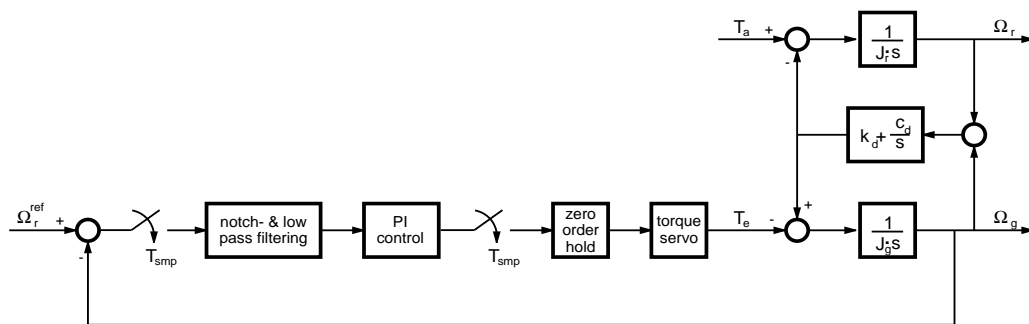 T_a + 1 Ω_r
- J_r·s
k_d + c_d
s
Ω_r^ref + notch- & low PI zero torque T_e - + 1 Ω_g
pass filtering control order servo J_g·s
hold
- T_smp T_smp